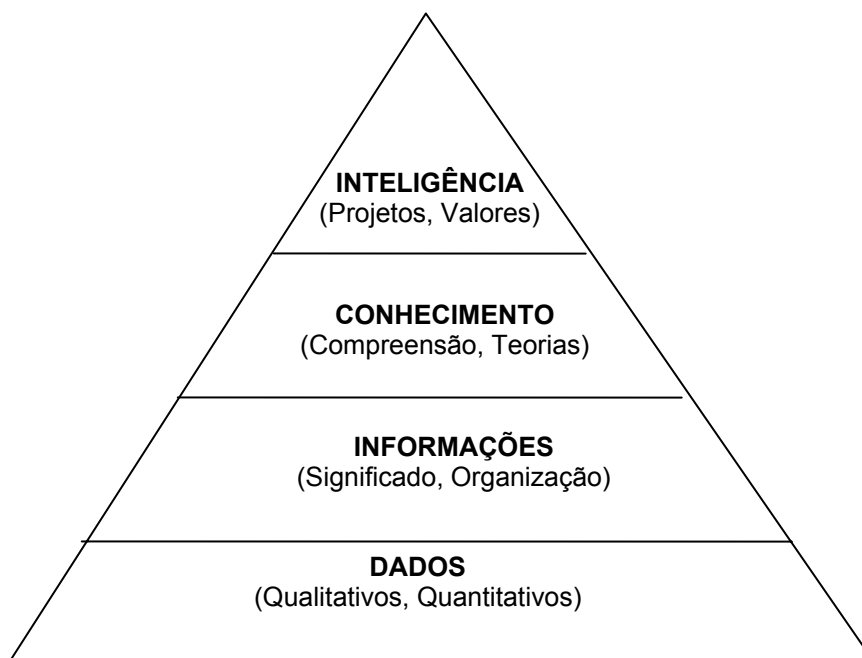 INTELIGÊNCIA
(Projetos, Valores)
CONHECIMENTO
(Compreensão, Teorias)
INFORMAÇÕES
(Significado, Organização)
DADOS
(Qualitativos, Quantitativos)